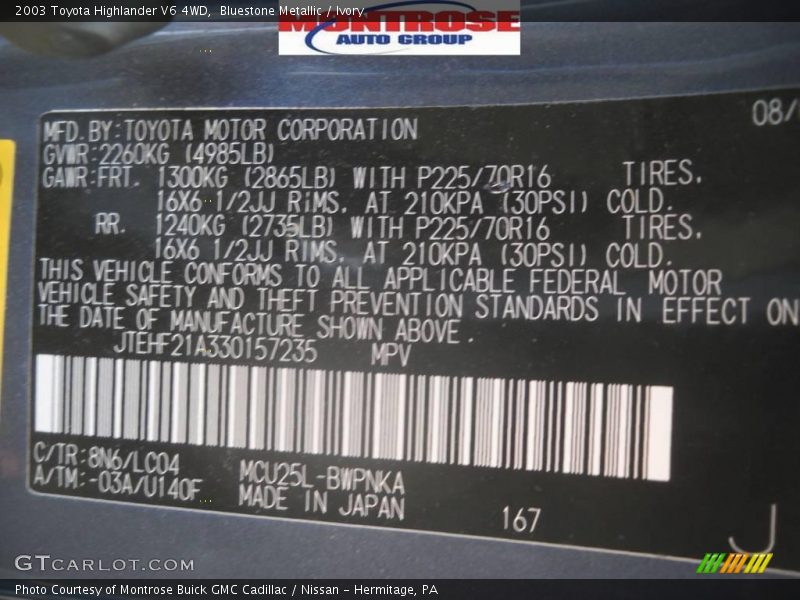 2003 Toyota Highlander V6 4WD, Bluestone Metallic / Ivory
MONTROSE
AUTO GROUP
08/
MFD. BY:TOYOTA MOTOR CORPORATION
GVWR:2260KG (4985LB)
GAWR:FRT. 1300KG (2865LB) WITH P225/70R16 TIRES.
16X6 1/2JJ RIMS. AT 210KPA (30PSI) COLD.
RR. 1240KG (2735LB) WITH P225/70R16 TIRES.
16X6 1/2JJ RIMS. AT 210KPA (30PSI) COLD.
THIS VEHICLE CONFORMS TO ALL APPLICABLE FEDERAL MOTOR
VEHICLE SAFETY AND THEFT PREVENTION STANDARDS IN EFFECT ON
THE DATE OF MANUFACTURE SHOWN ABOVE.
JTEHF21A330157235 MPV
C/TR:8N6/LC04 MCU25L-BWPNKA
A/TM:-03A/U140F MADE IN JAPAN 167
J
GTCARLOT.COM
Photo Courtesy of Montrose Buick GMC Cadillac / Nissan - Hermitage, PA